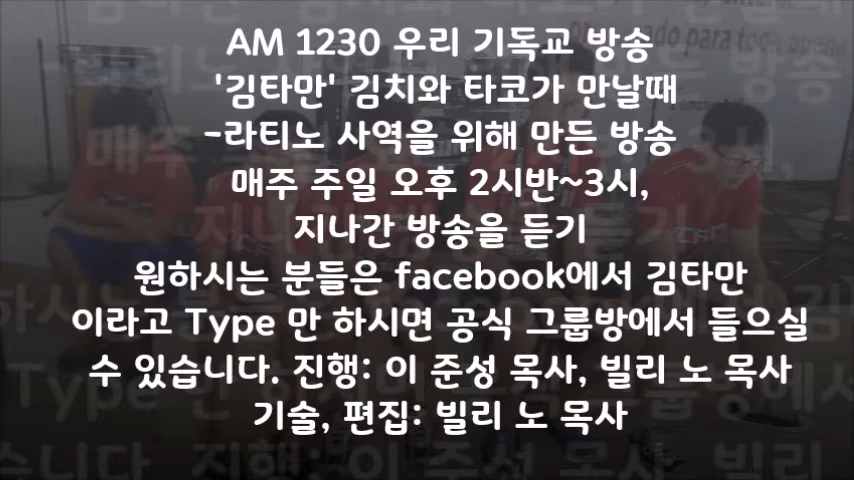 AM 1230 우리 기독교 방송
'김타만' 김치와 타코가 만날때
-라티노 사역을 위해 만든 방송
매주 주일 오후 2시반~3시,
지나간 방송을 듣기
원하시는 분들은 facebook에서 김타만
이라고 Type 만 하시면 공식 그룹방에서 들으실
수 있습니다. 진행: 이 준성 목사, 빌리 노 목사
기술, 편집: 빌리 노 목사